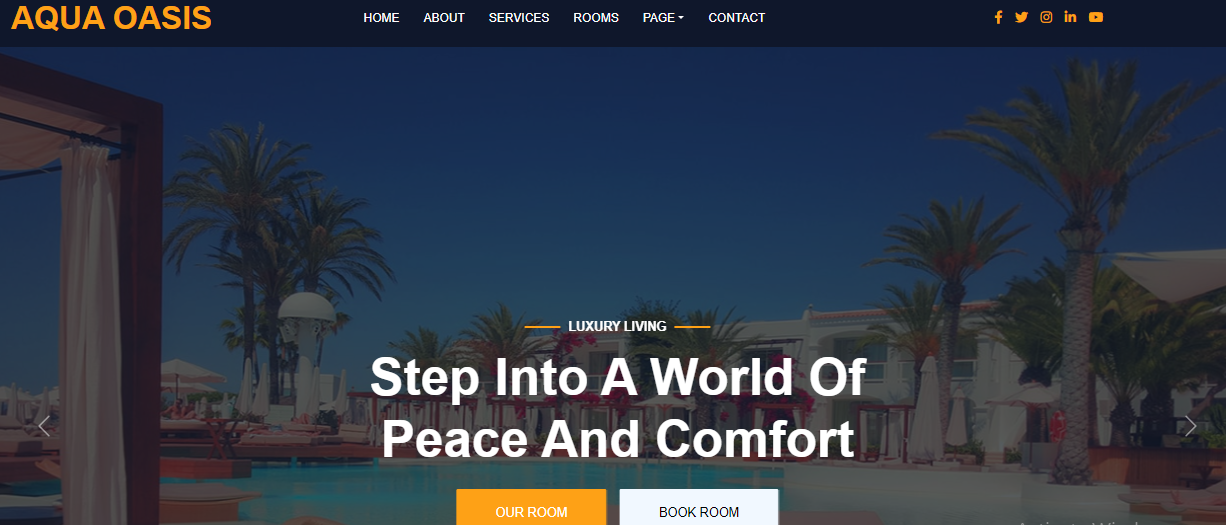 AQUA OASIS
HOME ABOUT SERVICES ROOMS PAGE CONTACT
LUXURY LIVING
Step Into A World Of
Peace And Comfort
OUR ROOM BOOK ROOM